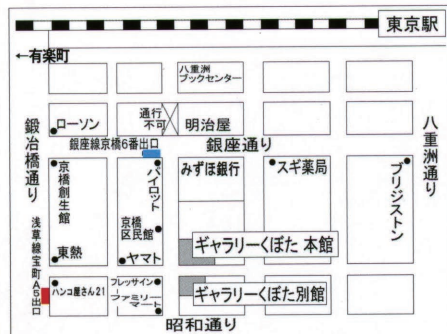 東京駅
←有楽町
八重洲
ブックセンター
ローソン
通行
不可
明治屋
銀座線京橋6番出口
銀座通り
鍛冶橋通り
八重洲通り
京橋創生館
パイロット
みずほ銀行
スギ薬局
ブリジストン
京橋
区民館
東熱
ヤマト
ギャラリーくぼた 本館
浅草線宝町A5出口
ハンコ屋さん21
フレッサイン
ファミリー
マート
ギャラリーくぼた別館
昭和通り